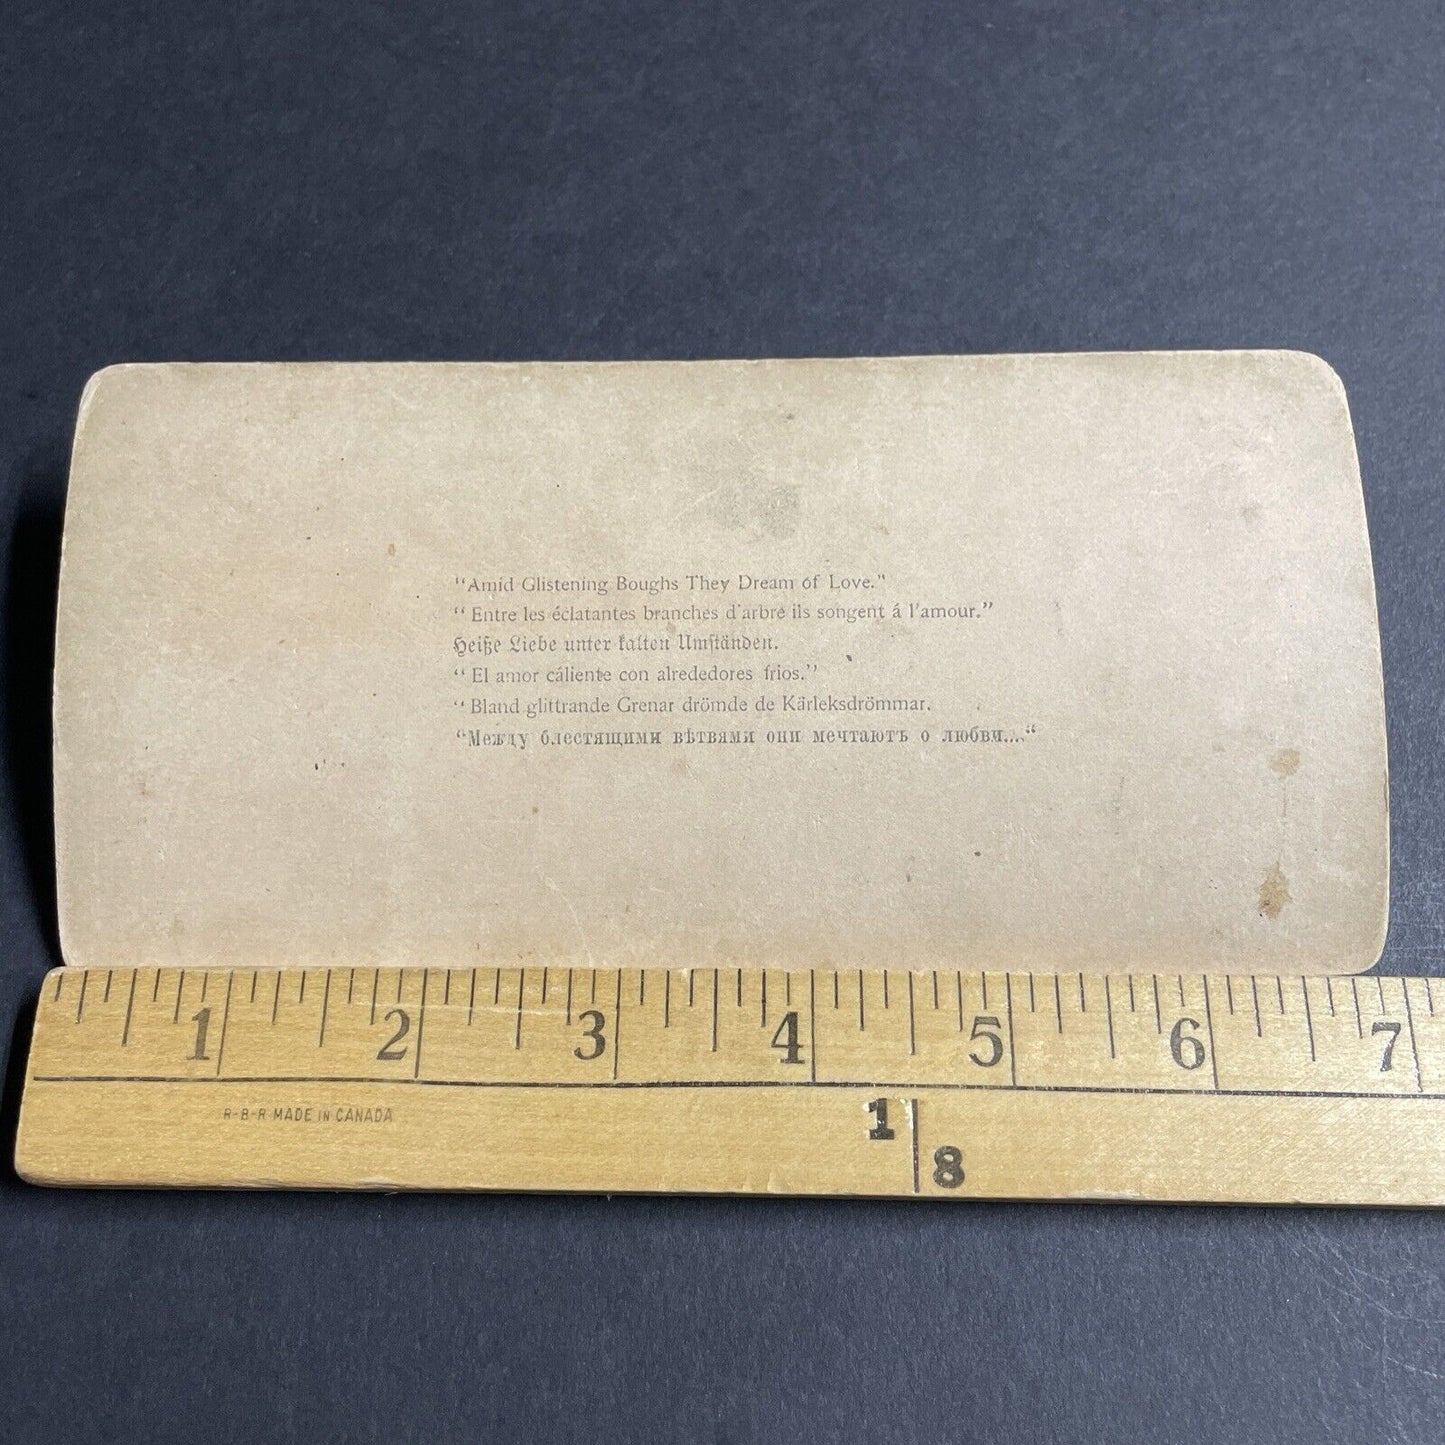 "Amid Glistening Boughs They Dream of Love."
"Entre les éclatantes branches d'arbre ils songent á l'amour."
Heiße Liebe unter kalten Umständen.
"El amor cáliente con alrededores frios."
"Bland glittrande Grenar drömde de Kärleksdrömmar.
"Между блестящими вѣтвями они мечтаютъ о любви...."
1 2 3 4 5 6 7
R-B-R MADE IN CANADA
1
8